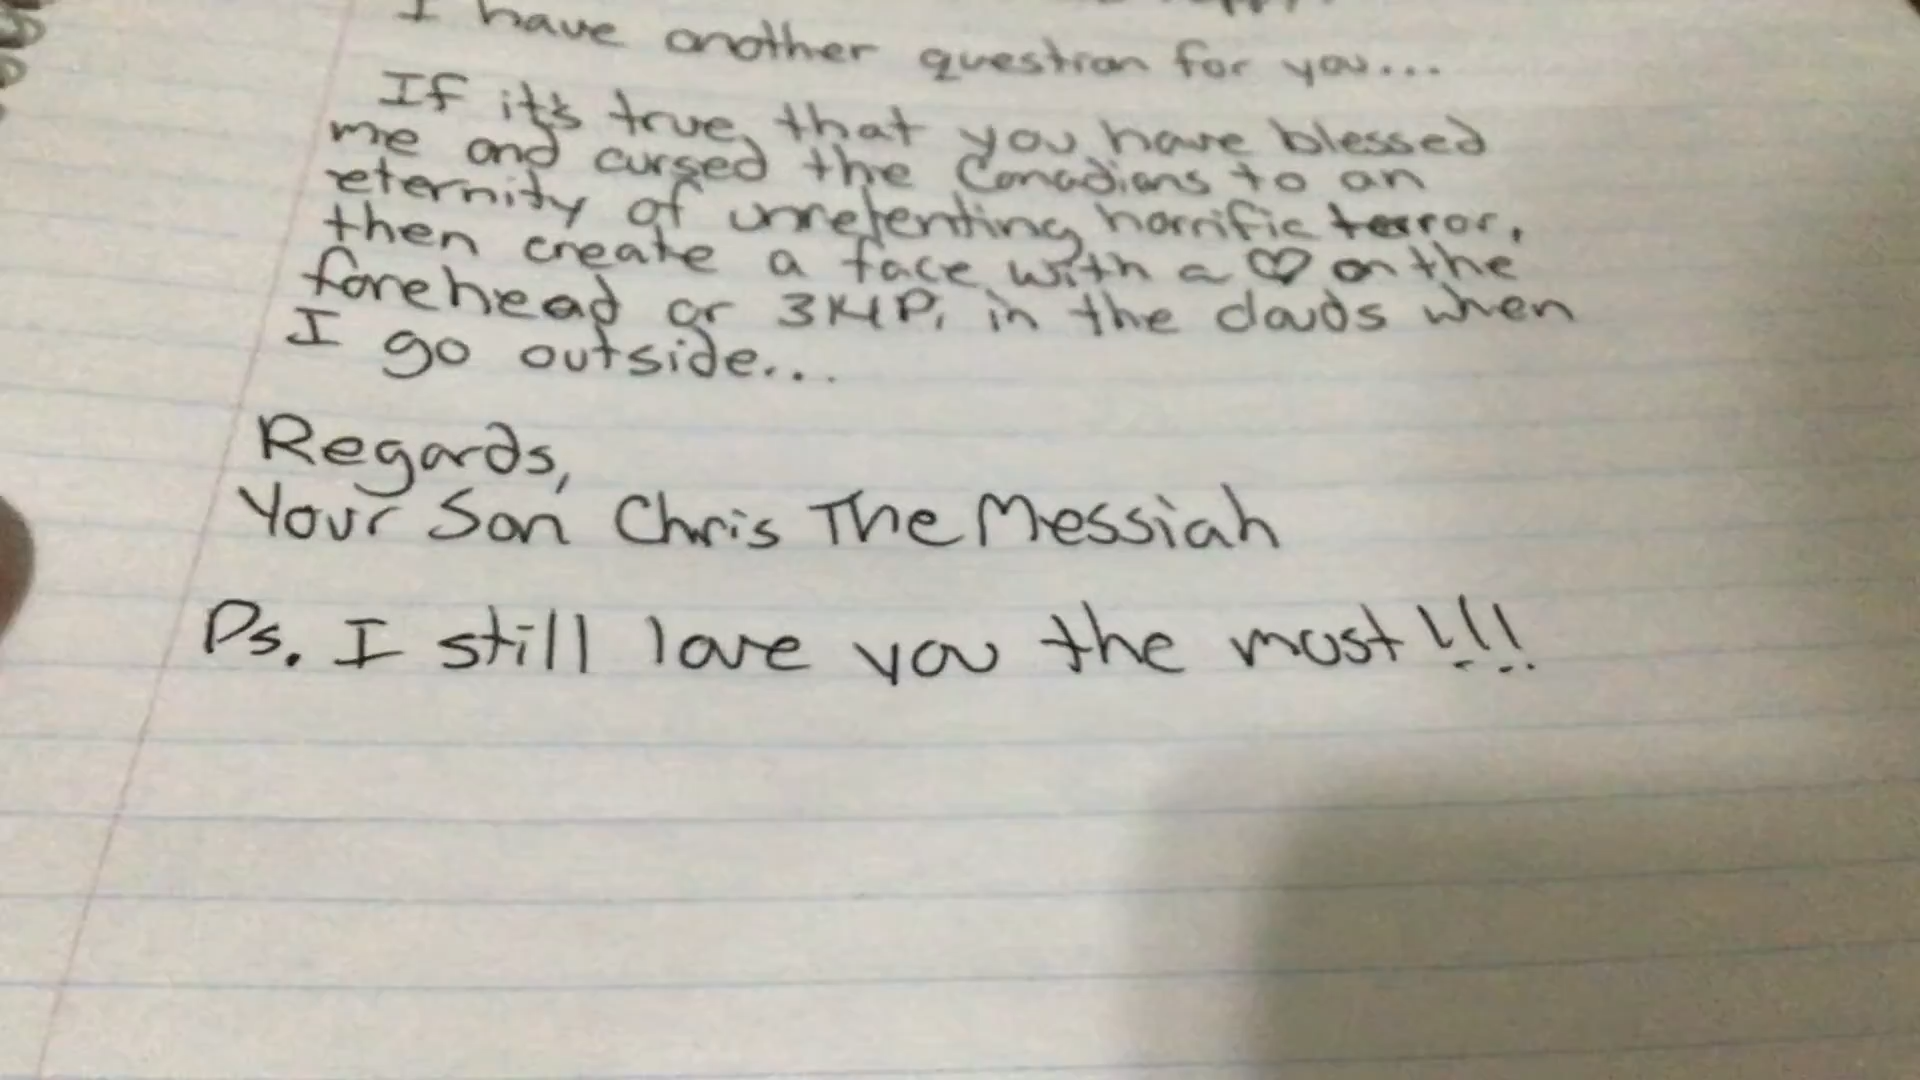 I have another question for you...
If it's true, that you have blessed
me and cursed the Canadians to an
eternity of unrelenting horrific terror,
then create a face with a ♡ on the
forehead or in the clouds when
I go outside...
Regards,
Your Son Chris The Messiah
Ps. I still love you the most!!!